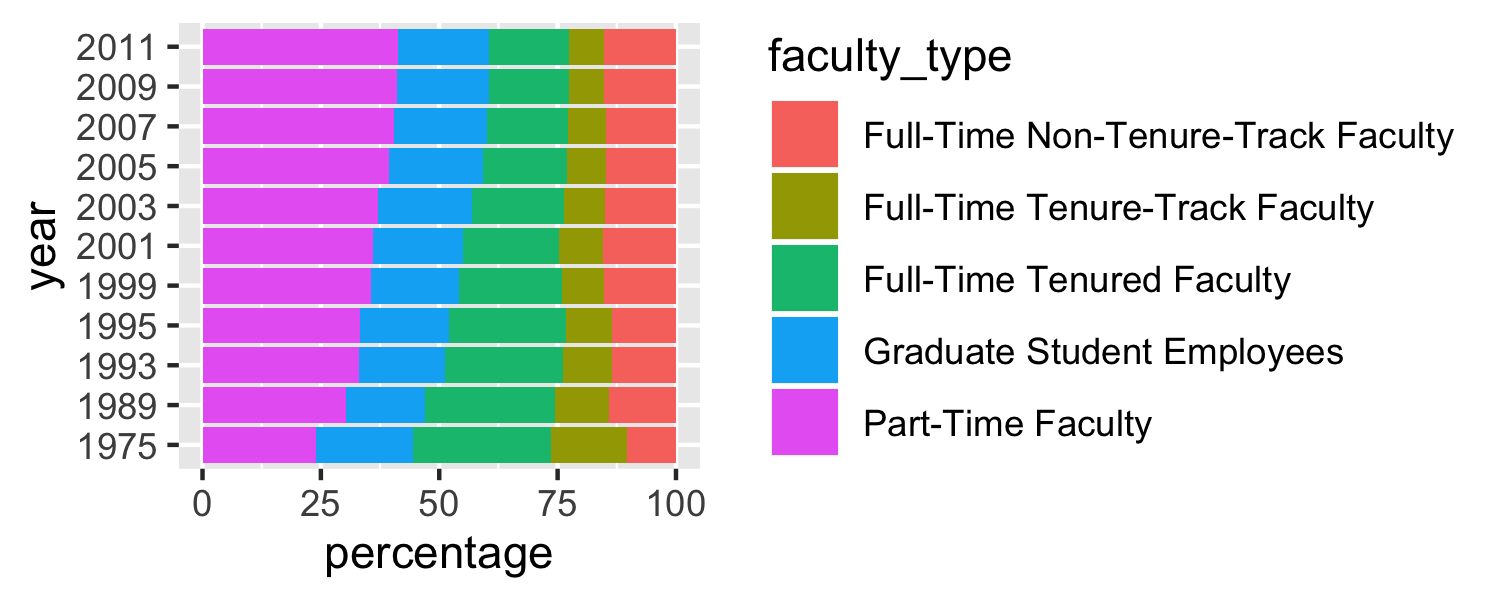 2011
2009
2007
2005
2003
2001
1999
1995
1993
1989
1975
year
0 25 50 75 100
percentage
faculty_type
Full-Time Non-Tenure-Track Faculty
Full-Time Tenure-Track Faculty
Full-Time Tenured Faculty
Graduate Student Employees
Part-Time Faculty